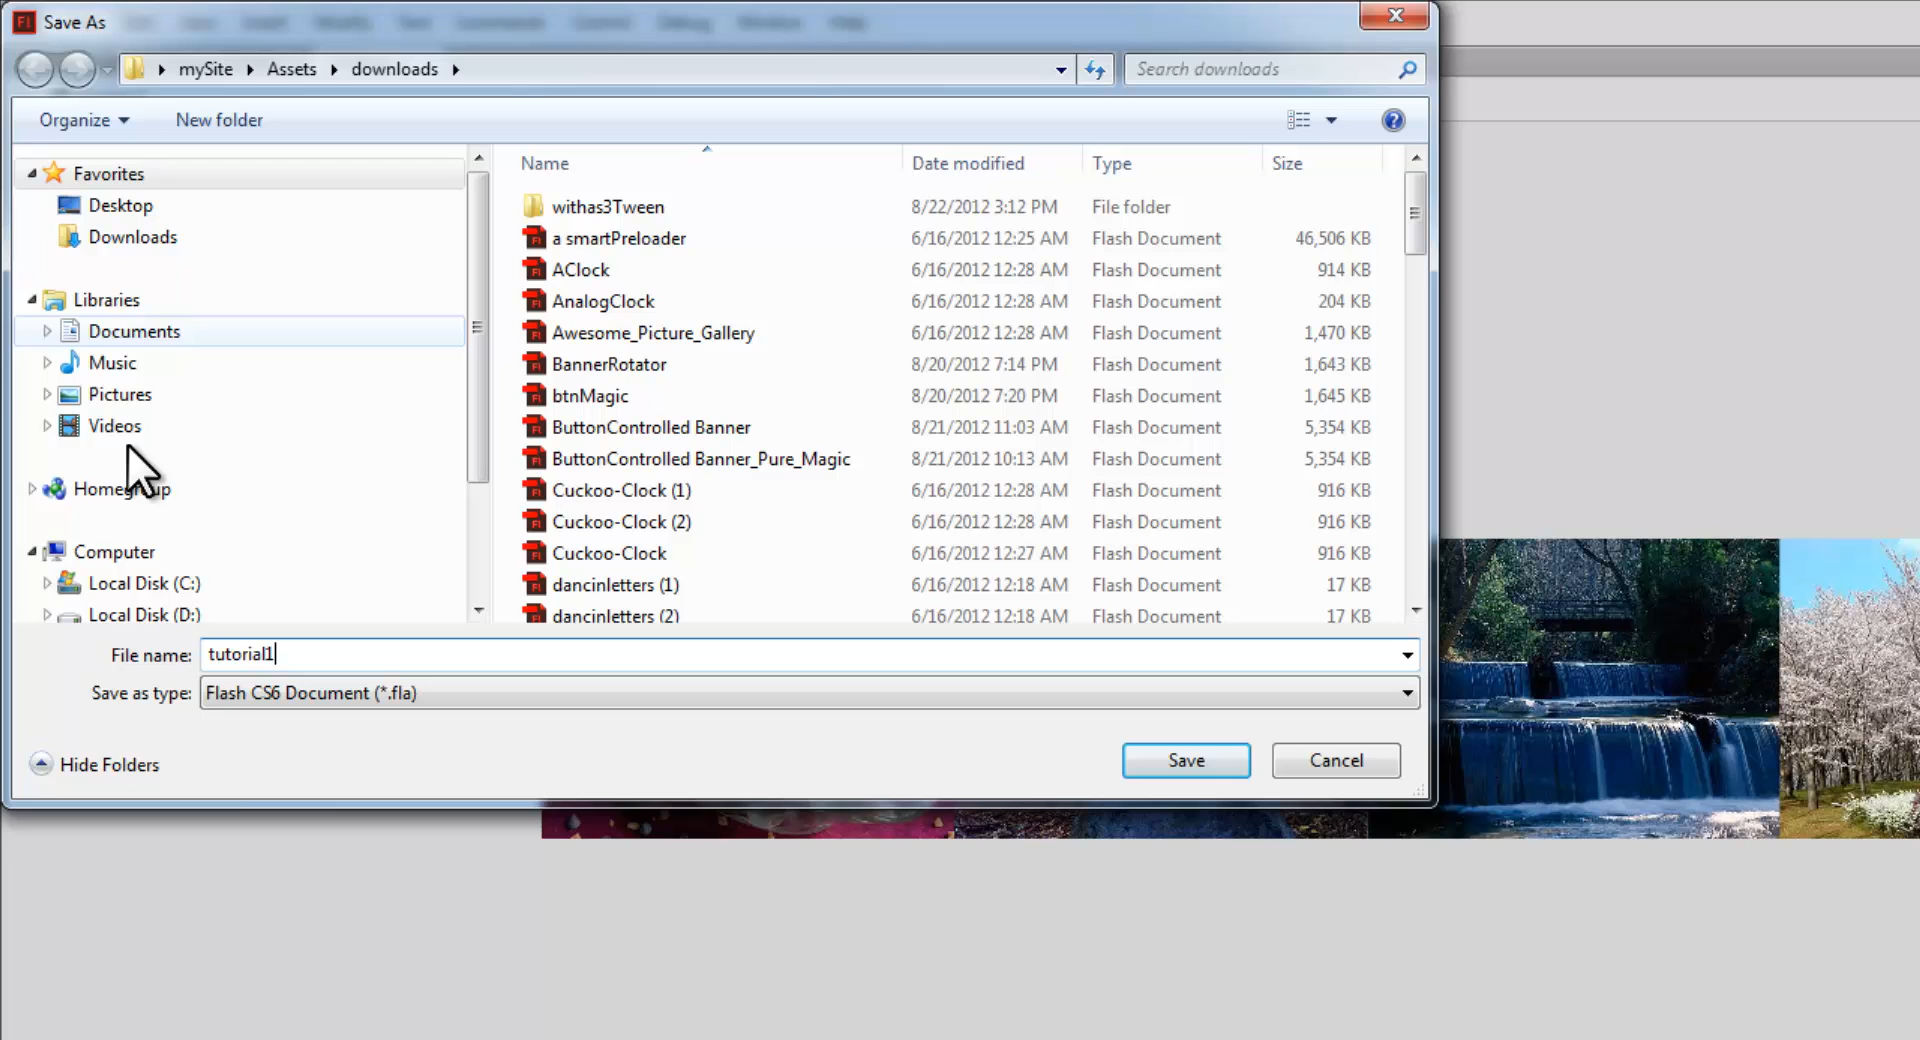 Fl Save As
mySite Assets downloads Search downloads
Organize New folder
Name Date modified Type Size
Favorites
Desktop
Downloads
Libraries
Documents
Music
Pictures
Videos
Homegroup
Computer
Local Disk (C:)
Local Disk (D:)
withas3Tween 8/22/2012 3:12 PM File folder
a smartPreloader 6/16/2012 12:25 AM Flash Document 46,506 KB
AClock 6/16/2012 12:28 AM Flash Document 914 KB
AnalogClock 6/16/2012 12:28 AM Flash Document 204 KB
Awesome_Picture_Gallery 6/16/2012 12:28 AM Flash Document 1,470 KB
BannerRotator 8/20/2012 7:14 PM Flash Document 1,643 KB
btnMagic 8/20/2012 7:20 PM Flash Document 1,645 KB
ButtonControlled Banner 8/21/2012 11:03 AM Flash Document 5,354 KB
ButtonControlled Banner_Pure_Magic 8/21/2012 10:13 AM Flash Document 5,354 KB
Cuckoo-Clock (1) 6/16/2012 12:28 AM Flash Document 916 KB
Cuckoo-Clock (2) 6/16/2012 12:28 AM Flash Document 916 KB
Cuckoo-Clock 6/16/2012 12:27 AM Flash Document 916 KB
dancinletters (1) 6/16/2012 12:18 AM Flash Document 17 KB
dancinletters (2) 6/16/2012 12:18 AM Flash Document 17 KB
File name: tutorial1
Save as type: Flash CS6 Document (*.fla)
Hide Folders Save Cancel